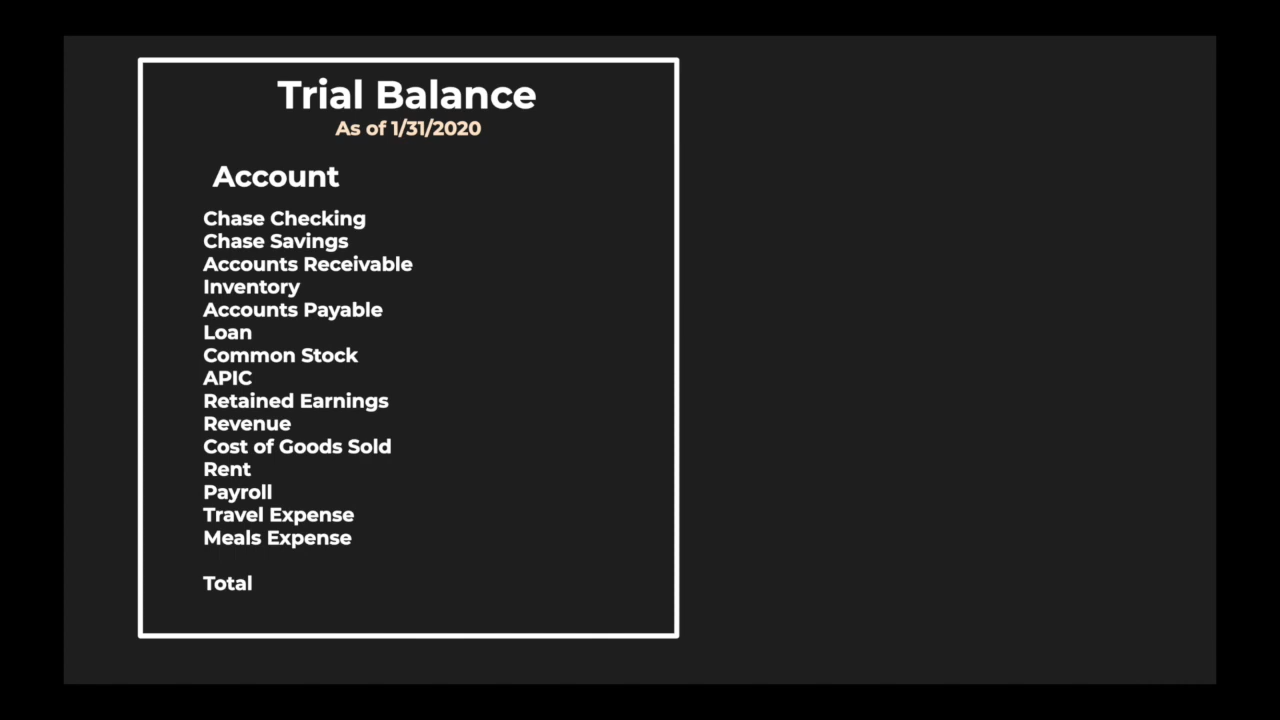 Trial Balance
As of 1/31/2020
Account
Chase Checking
Chase Savings
Accounts Receivable
Inventory
Accounts Payable
Loan
Common Stock
APIC
Retained Earnings
Revenue
Cost of Goods Sold
Rent
Payroll
Travel Expense
Meals Expense
Total